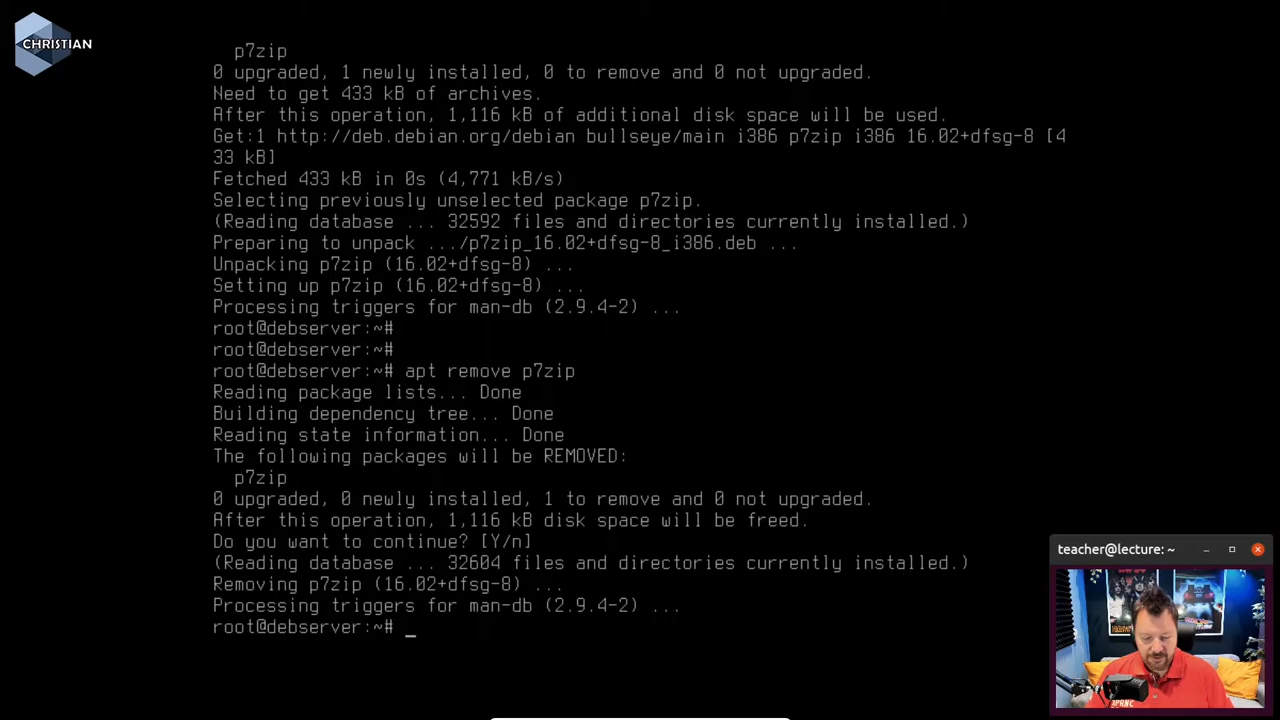 CHRISTIAN
p7zip
0 upgraded, 1 newly installed, 0 to remove and 0 not upgraded.
Need to get 433 kB of archives.
After this operation, 1,116 kB of additional disk space will be used.
Get:1 http://deb.debian.org/debian bullseye/main i386 p7zip i386 16.02+dfsg-8 [4
33 kB]
Fetched 433 kB in 0s (4,771 kB/s)
Selecting previously unselected package p7zip.
(Reading database ... 32592 files and directories currently installed.)
Preparing to unpack .../p7zip_16.02+dfsg-8_i386.deb ...
Unpacking p7zip (16.02+dfsg-8) ...
Setting up p7zip (16.02+dfsg-8) ...
Processing triggers for man-db (2.9.4-2) ...
root@debserver:~#
root@debserver:~#
root@debserver:~# apt remove p7zip
Reading package lists... Done
Building dependency tree... Done
Reading state information... Done
The following packages will be REMOVED:
p7zip
0 upgraded, 0 newly installed, 1 to remove and 0 not upgraded.
After this operation, 1,116 kB disk space will be freed.
Do you want to continue? [Y/n]
(Reading database ... 32604 files and directories currently installed.)
Removing p7zip (16.02+dfsg-8) ...
Processing triggers for man-db (2.9.4-2) ...
root@debserver:~# _
teacher@lecture: ~